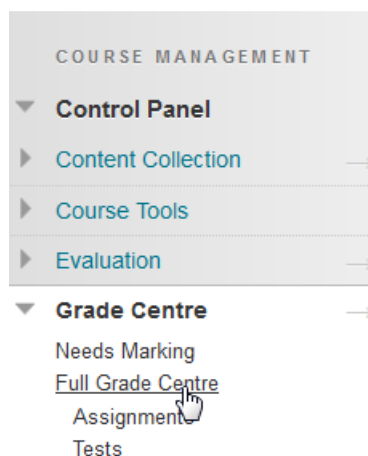 COURSE MANAGEMENT
Control Panel
Content Collection
Course Tools
Evaluation
Grade Centre
Needs Marking
Full Grade Centre
Assignments
Tests